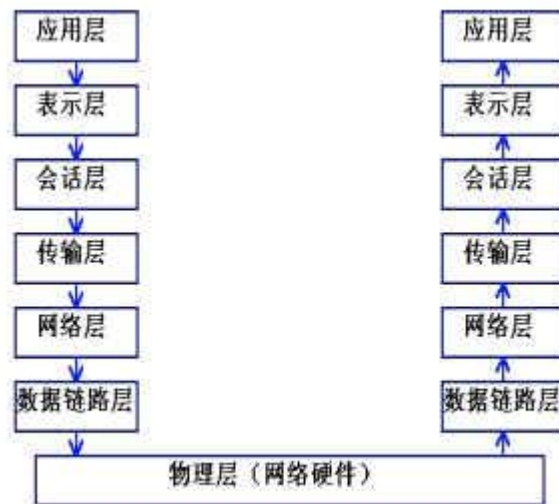 应用层
表示层
会话层
传输层
网络层
数据链路层
应用层
表示层
会话层
传输层
网络层
数据链路层
物理层（网络硬件）